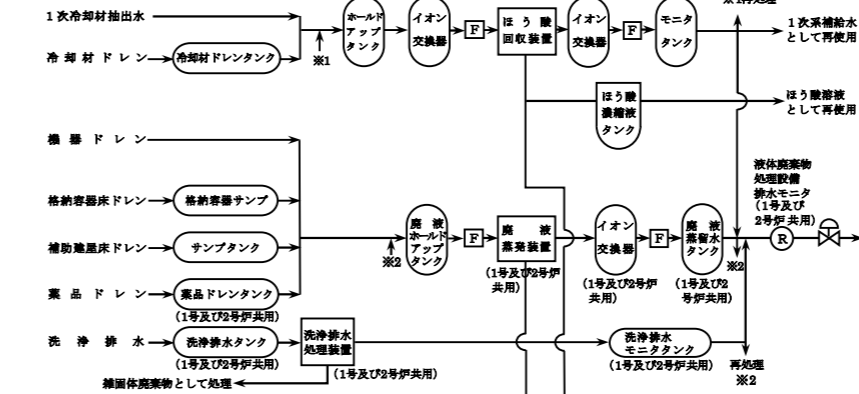 ※1再処理
1次冷却材抽出水
ホールド
アップ
タンク
イオン
交換器
F
ほう酸
回収装置
イオン
交換器
F
モニタ
タンク
1次系補給水
として再使用
冷却材ドレン
冷却材ドレンタンク
※1
ほう酸
濃縮液
タンク
ほう酸溶液
として再使用
機器ドレン
液体廃棄物
処理設備
排水モニタ
(1号及び
2号炉共用)
格納容器床ドレン
格納容器サンプ
廃液
ホールド
アップ
タンク
F
廃液
蒸発装置
(1号及び2号炉
共用)
イオン
交換器
(1号及び2号炉
共用)
F
廃液
蒸留水
タンク
(1号及び2
号炉共用)
R
補助建屋床ドレン
サンプタンク
※2
※2
薬品ドレン
薬品ドレンタンク
(1号及び2号炉共用)
洗浄排水
洗浄排水タンク
(1号及び2号炉共用)
洗浄排水
処理装置
(1号及び2号炉共用)
洗浄排水
モニタタンク
(1号及び2号炉共用)
再処理
※2
雑固体廃棄物として処理